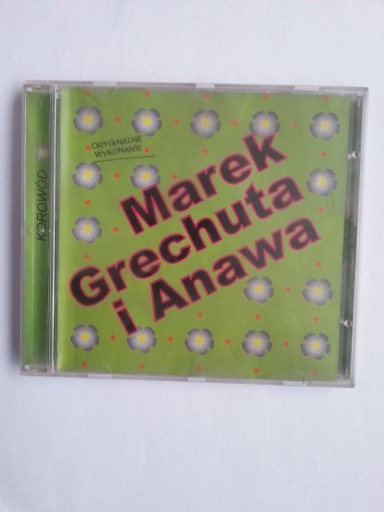 KOROWÓD
ORYGINALNE
WYKONANIE
Marek
Grechuta
i Anawa